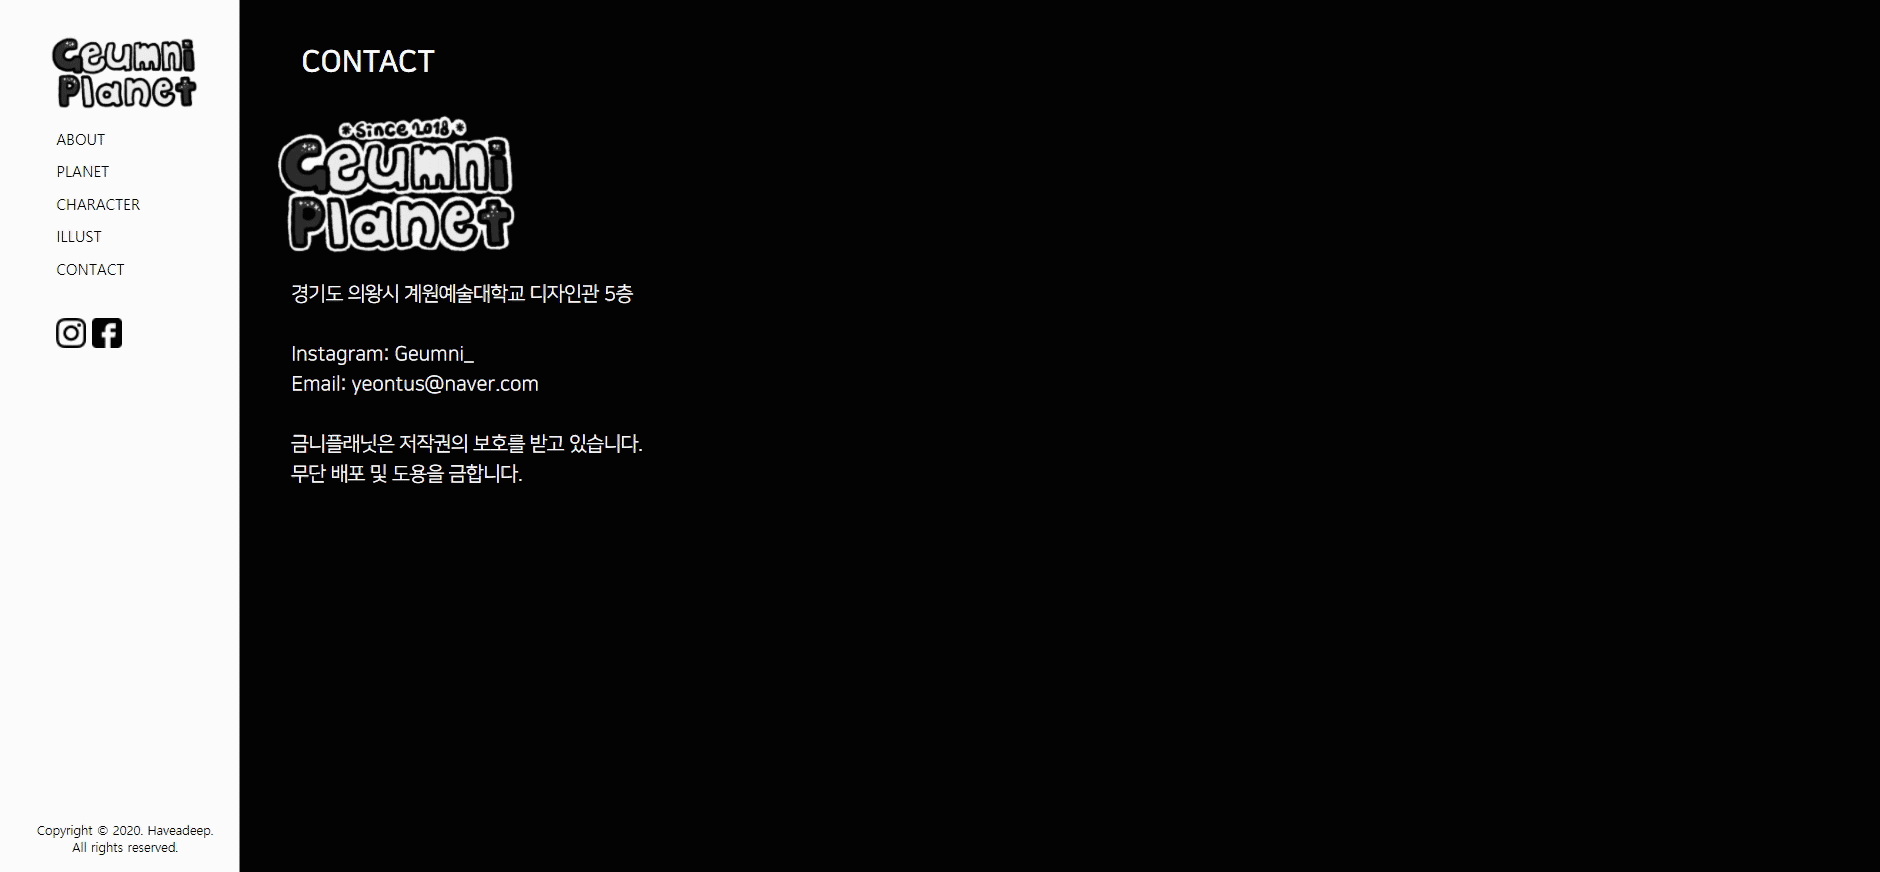 Geumni
Planet
ABOUT
PLANET
CHARACTER
ILLUST
CONTACT
Copyright © 2020. Haveadeep.
All rights reserved.
CONTACT
Since 2018
Geumni
Planet
경기도 의왕시 계원예술대학교 디자인관 5층
Instagram: Geumni_
Email: yeontus@naver.com
금니플래닛은 저작권의 보호를 받고 있습니다.
무단 배포 및 도용을 금합니다.